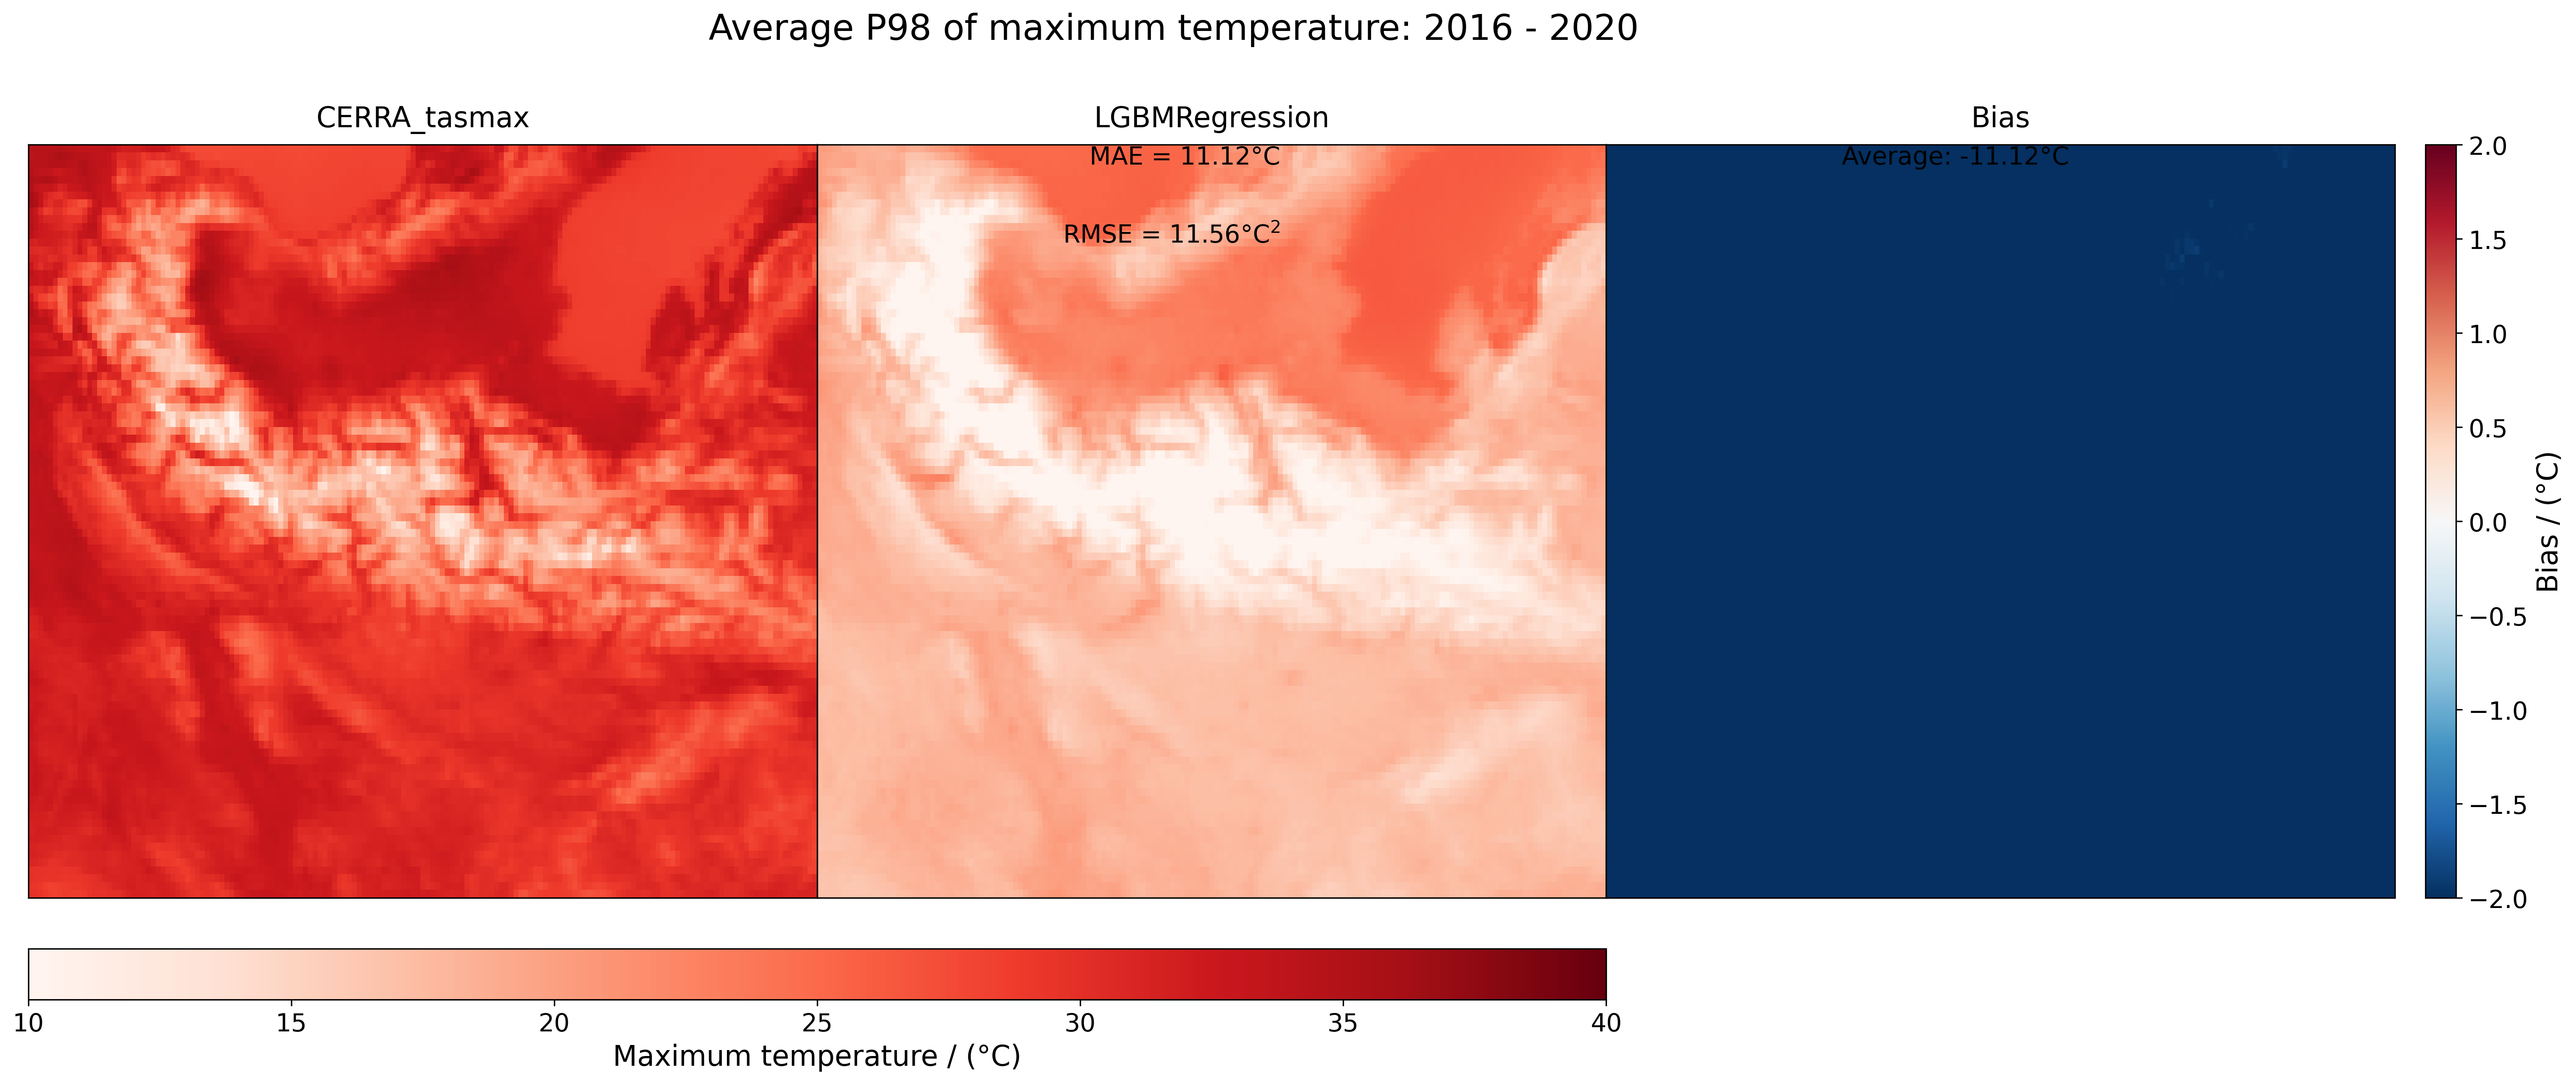 Average P98 of maximum temperature: 2016 - 2020
CERRA_tasmax
LGBMRegression
Bias
MAE = 11.12°C
RMSE = 11.56°C²
Average: -11.12°C
2.0
1.5
1.0
0.5
0.0
−0.5
−1.0
−1.5
−2.0
Bias / (°C)
10
15
20
25
30
35
40
Maximum temperature / (°C)